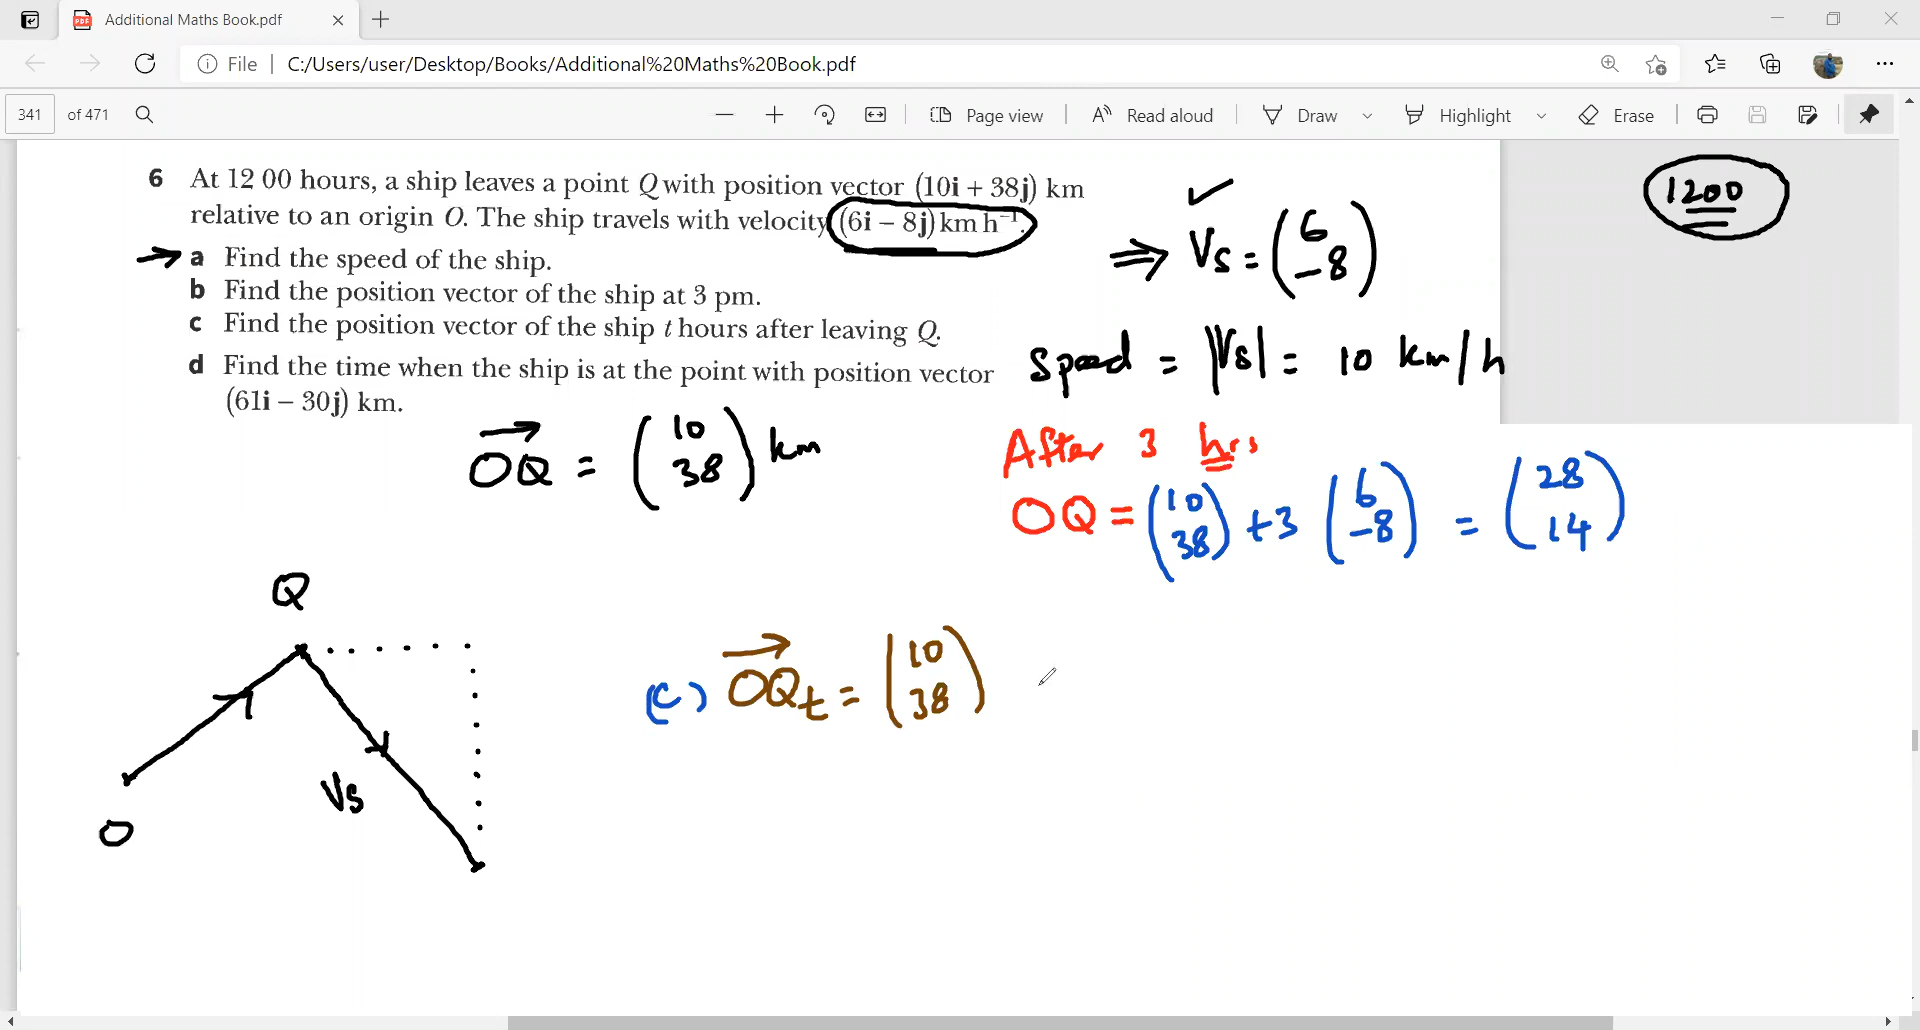 Additional Maths Book.pdf
File | C:/Users/user/Desktop/Books/Additional%20Maths%20Book.pdf
341 of 471 Page view Read aloud Draw Highlight Erase
6 At 12 00 hours, a ship leaves a point Q with position vector (10i + 38j) km
relative to an origin O. The ship travels with velocity (6i – 8j) km h⁻¹.
a Find the speed of the ship.
b Find the position vector of the ship at 3 pm.
c Find the position vector of the ship t hours after leaving Q.
d Find the time when the ship is at the point with position vector
(61i – 30j) km.
1200
⇒ Vs = (6 -8)
Speed = |Vs| = 10 km/h
OQ = (10 38) km
After 3 hrs
OQ = (10 38) + 3 (6 -8) = (28 14)
Q
(c) OQt = (10 38)
Vs
O